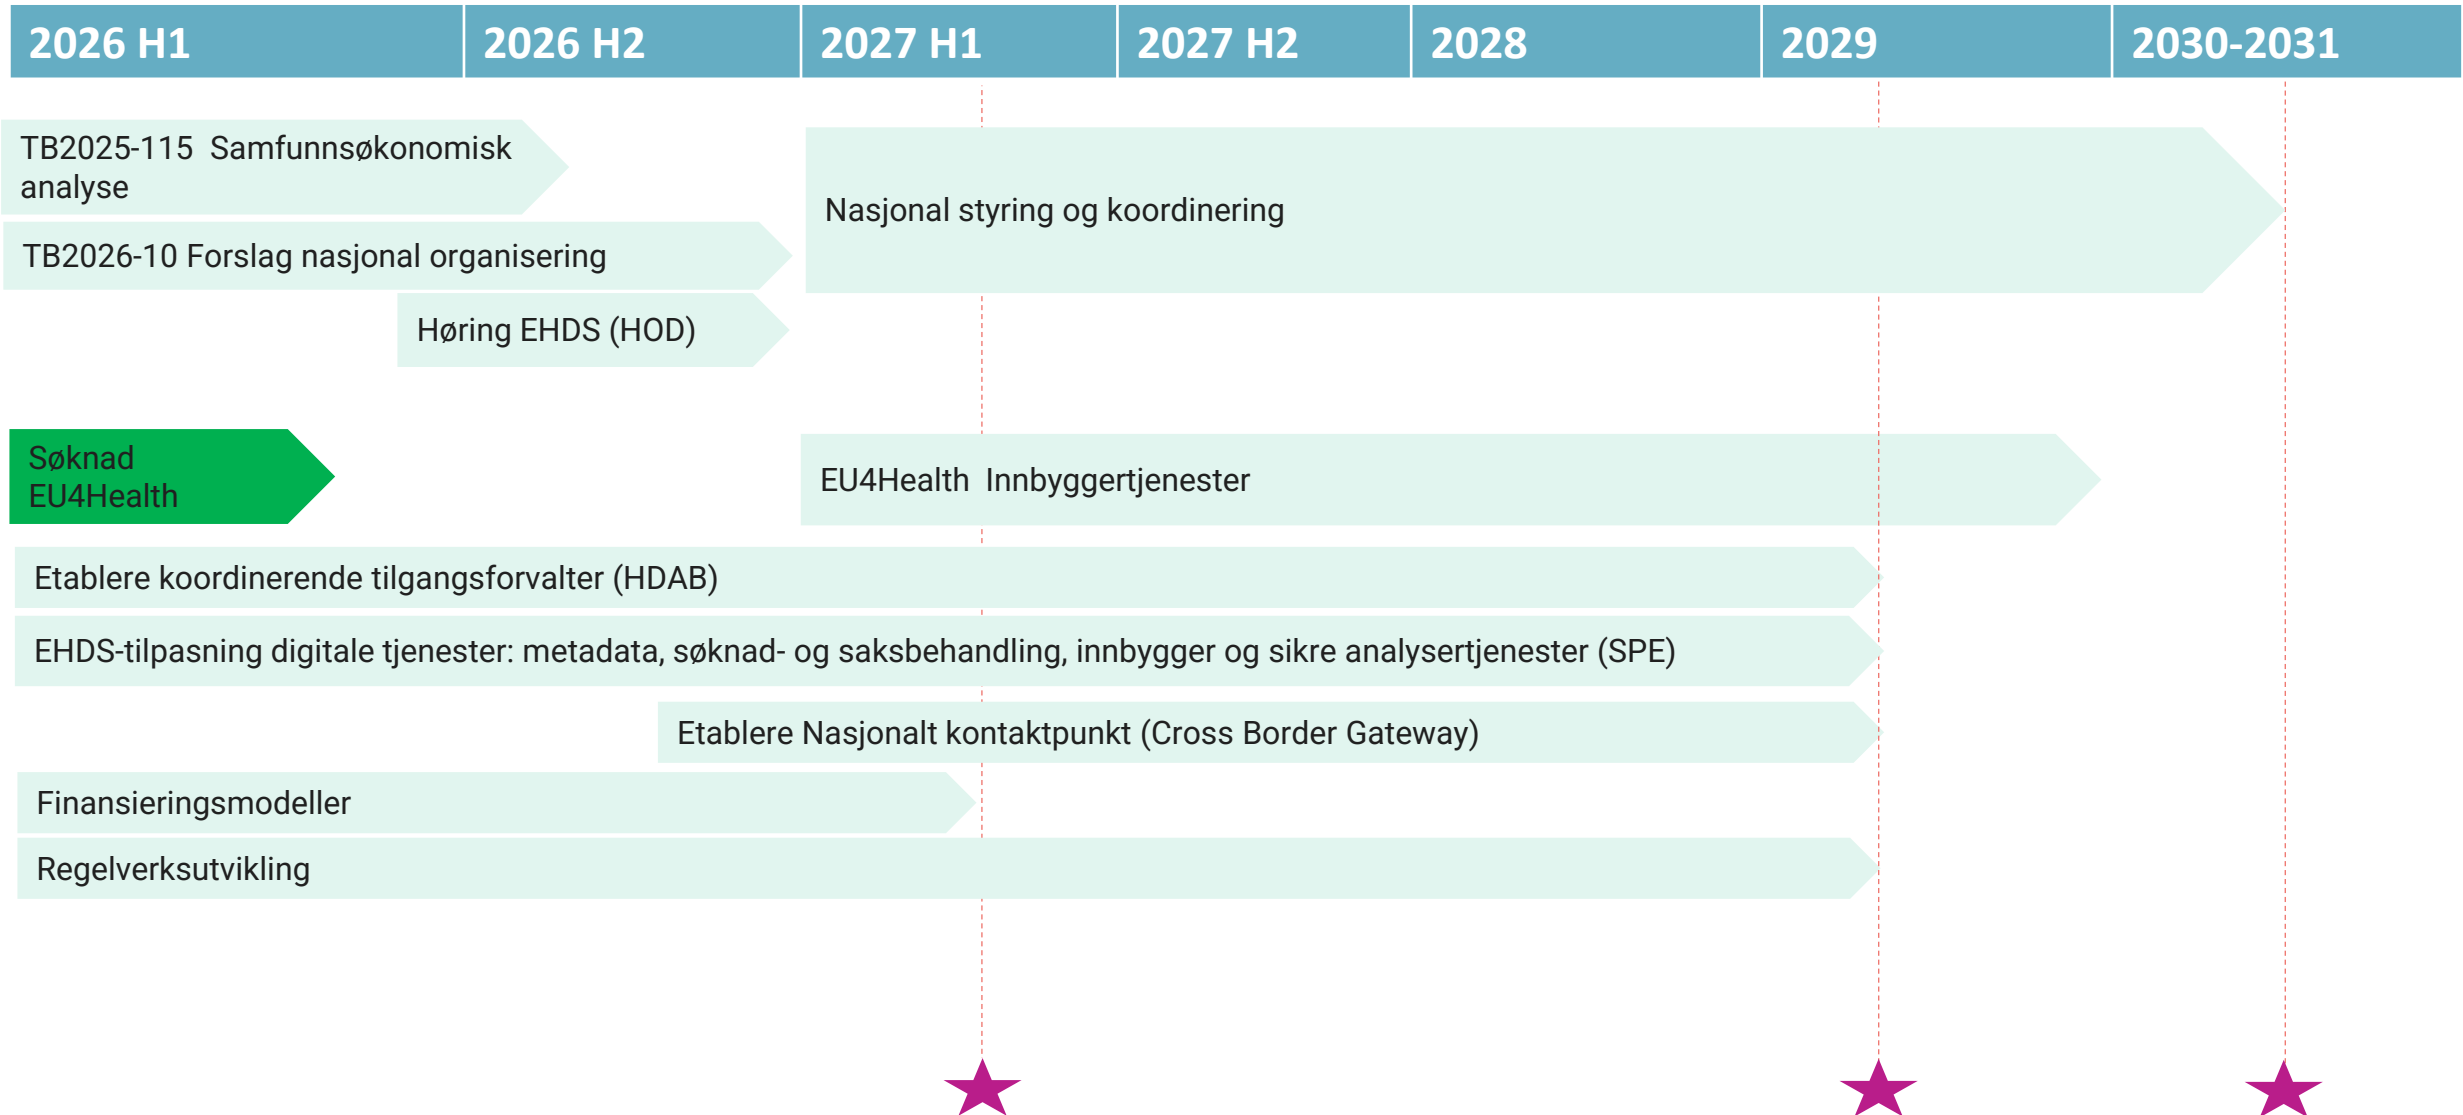 2026 H1
2026 H2
2027 H1
2027 H2
2028
2029
2030-2031
TB2025-115  Samfunnsøkonomisk
analyse
TB2026-10 Forslag nasjonal organisering
Høring EHDS (HOD)
Nasjonal styring og koordinering
Søknad
EU4Health
EU4Health  Innbyggertjenester
Etablere koordinerende tilgangsforvalter (HDAB)
EHDS-tilpasning digitale tjenester: metadata, søknad- og saksbehandling, innbygger og sikre analysertjenester (SPE)
Etablere Nasjonalt kontaktpunkt (Cross Border Gateway)
Finansieringsmodeller
Regelverksutvikling